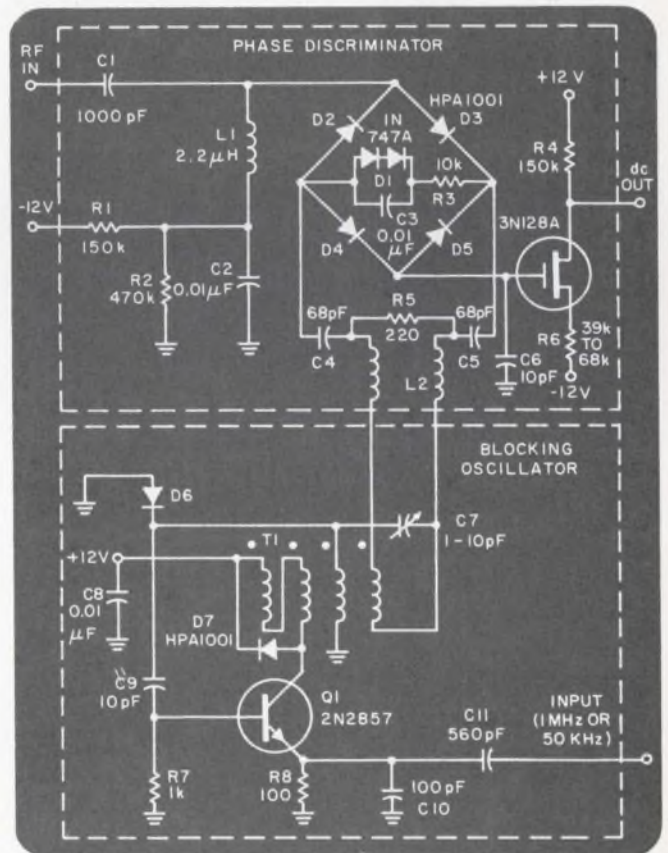 PHASE DISCRIMINATOR
RF
IN
C1
1000 pF
L1
2.2μH
-12V
R1
150k
R2
470k
C2
0.01μF
D2
HPA1001
D3
IN
747A
D1
10k
R3
C3
0.01
μF
D4
D5
+12 V
R4
150k
dc
OUT
3N128A
R6
39k
TO
68k
-12V
68pF
C4
R5
220
68pF
C5
L2
C6
10pF
BLOCKING
OSCILLATOR
D6
+12V
T1
C7
1-10pF
C8
0.01
μF
D7
HPA1001
C9
10pF
Q1
2N2857
C11
560pF
INPUT
(1MHz OR
50 KHz)
R7
1k
R8
100
100pF
C10